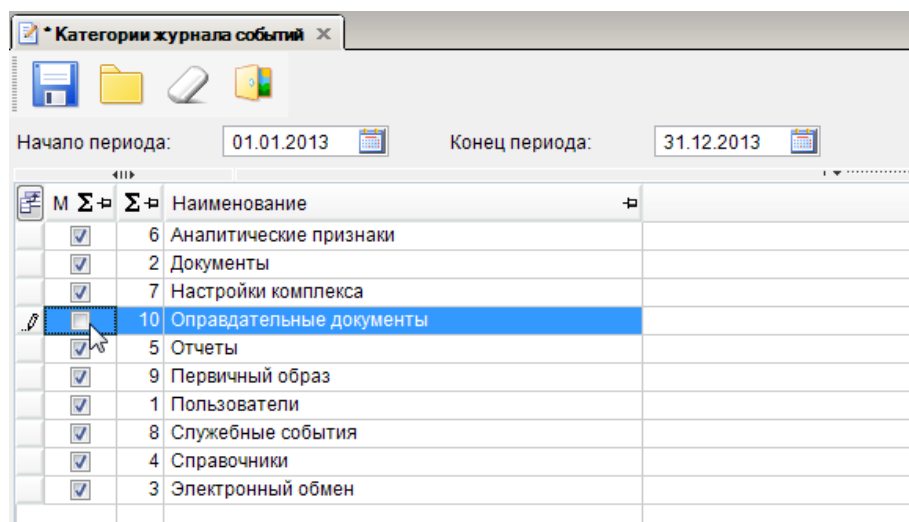 * Категории журнала событий
Начало периода: 01.01.2013 Конец периода: 31.12.2013
М Σ Σ Наименование
6 Аналитические признаки
2 Документы
7 Настройки комплекса
10 Оправдательные документы
5 Отчеты
9 Первичный образ
1 Пользователи
8 Служебные события
4 Справочники
3 Электронный обмен